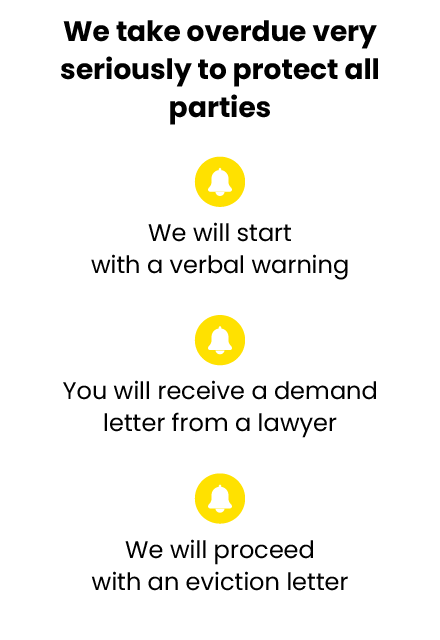 We take overdue very
seriously to protect all
parties
We will start
with a verbal warning
You will receive a demand
letter from a lawyer
We will proceed
with an eviction letter